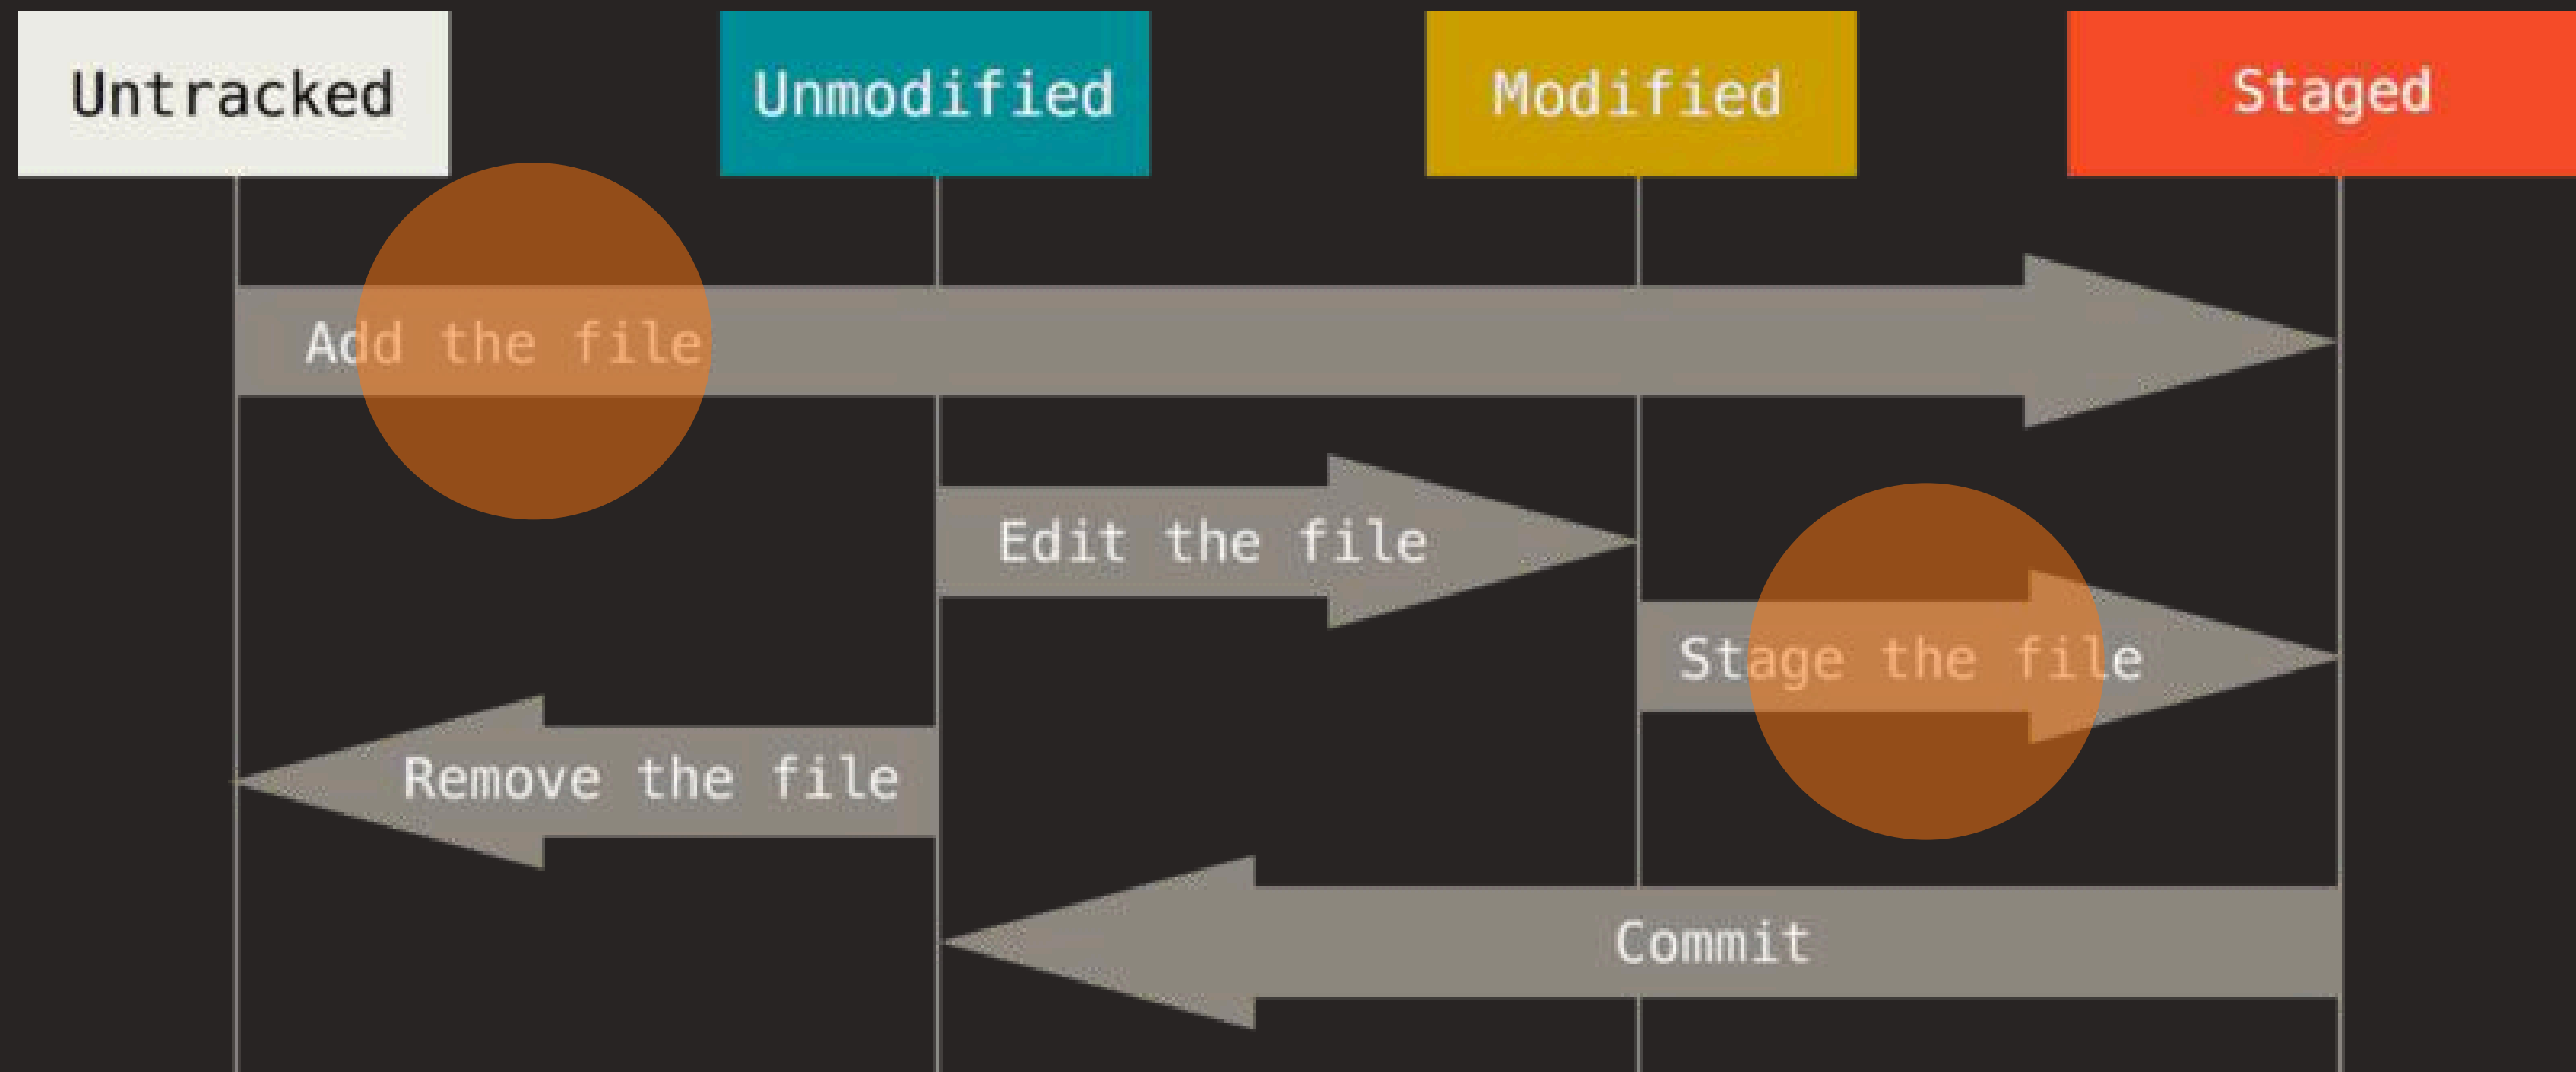 Untracked
Unmodified
Modified
Staged
Add the file
Edit the file
Stage the file
Remove the file
Commit